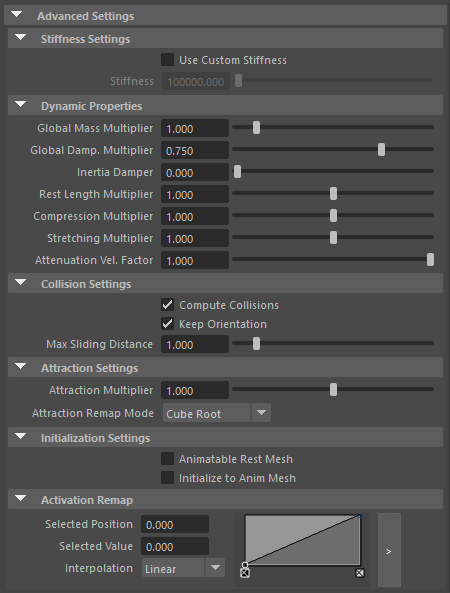 Advanced Settings
Stiffness Settings
Use Custom Stiffness
Stiffness 100000.000
Dynamic Properties
Global Mass Multiplier 1.000
Global Damp. Multiplier 0.750
Inertia Damper 0.000
Rest Length Multiplier 1.000
Compression Multiplier 1.000
Stretching Multiplier 1.000
Attenuation Vel. Factor 1.000
Collision Settings
Compute Collisions
Keep Orientation
Max Sliding Distance 1.000
Attraction Settings
Attraction Multiplier 1.000
Attraction Remap Mode Cube Root
Initialization Settings
Animatable Rest Mesh
Initialize to Anim Mesh
Activation Remap
Selected Position 0.000
Selected Value 0.000
Interpolation Linear
>